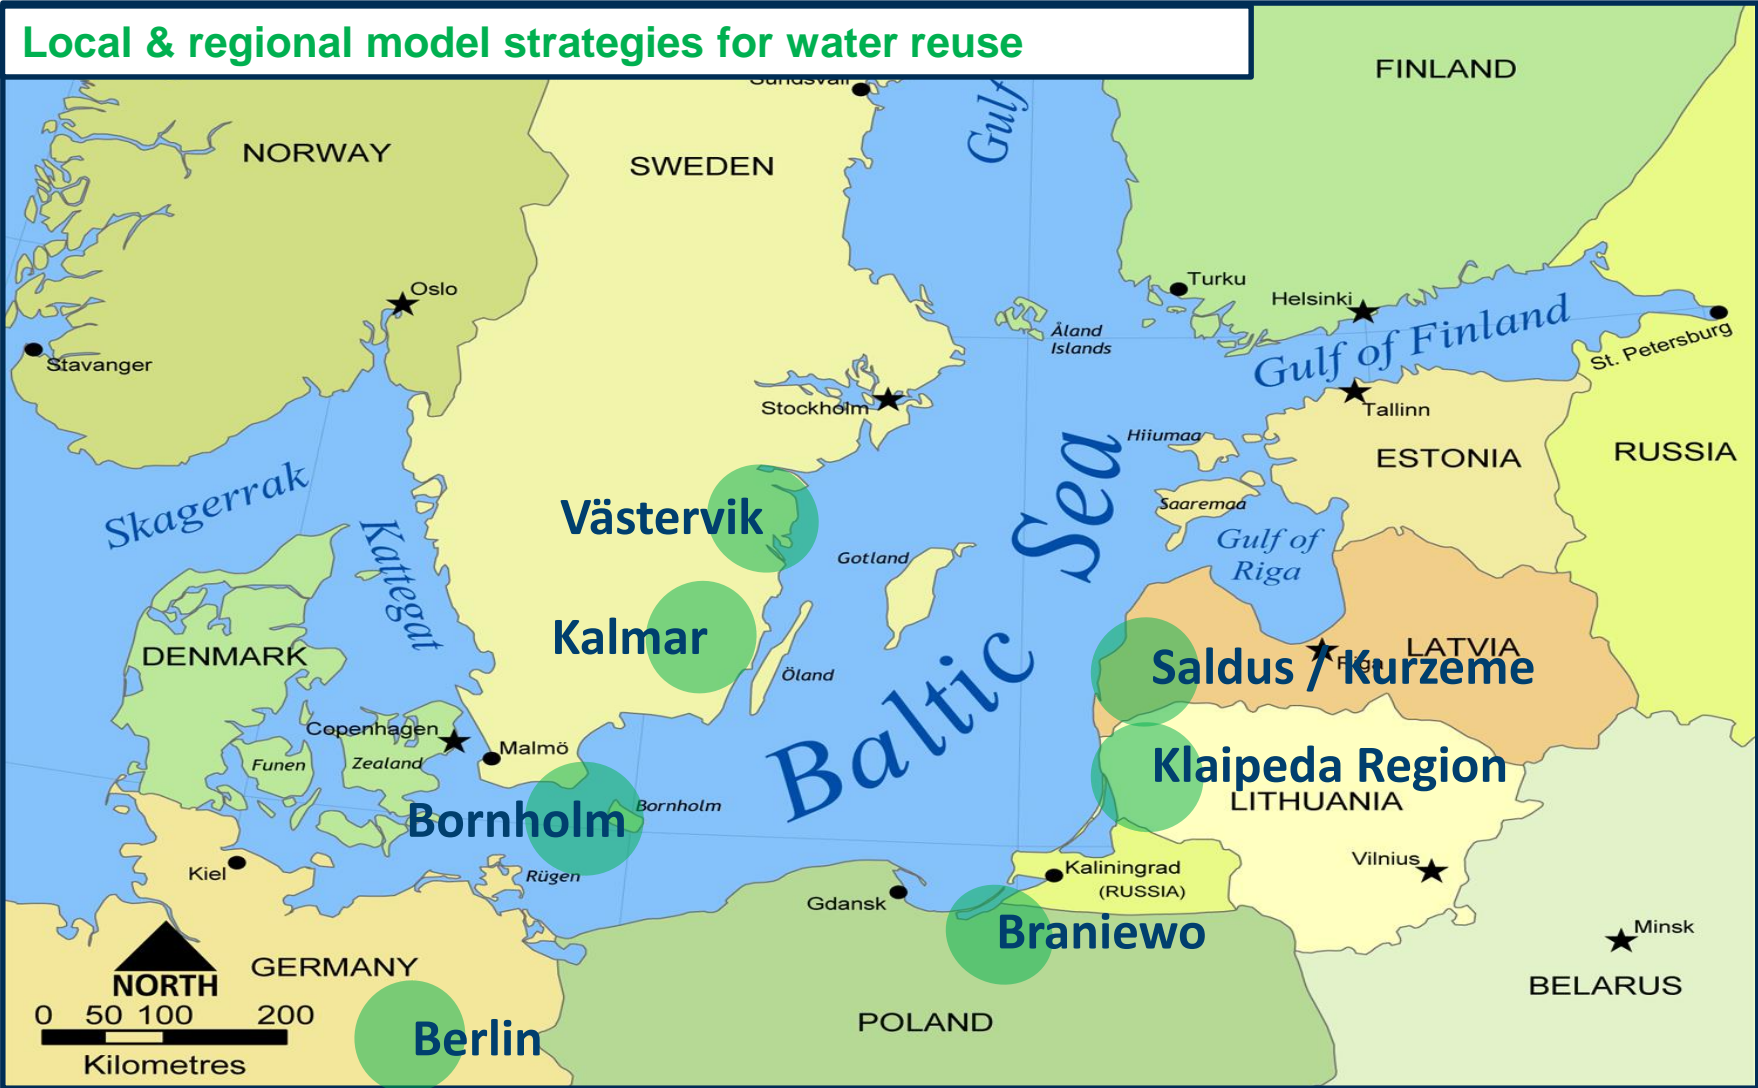 Local & regional model strategies for water reuse
FINLAND
Sundsvall
Gulf
NORWAY
SWEDEN
Oslo
Turku
Helsinki
Åland
Islands
Gulf of Finland
St. Petersburg
Stavanger
Stockholm
Tallinn
Hiiumaa
ESTONIA
RUSSIA
Skagerrak
Kattegat
Västervik
Saaremaa
Gotland
Gulf of
Riga
Baltic Sea
Kalmar
DENMARK
Öland
LATVIA
Riga
Saldus / Kurzeme
Copenhagen
Malmö
Funen
Zealand
Klaipeda Region
LITHUANIA
Bornholm
Bornholm
Kiel
Rügen
Kaliningrad
(RUSSIA)
Vilnius
Gdansk
Braniewo
Minsk
GERMANY
NORTH
BELARUS
0 50 100 200
Kilometres
Berlin
POLAND